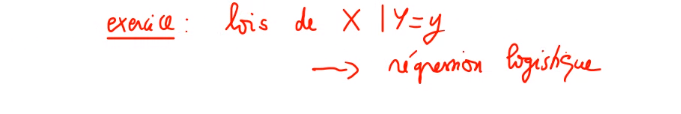 exercice : lois de X | Y=y
→ régression logistique